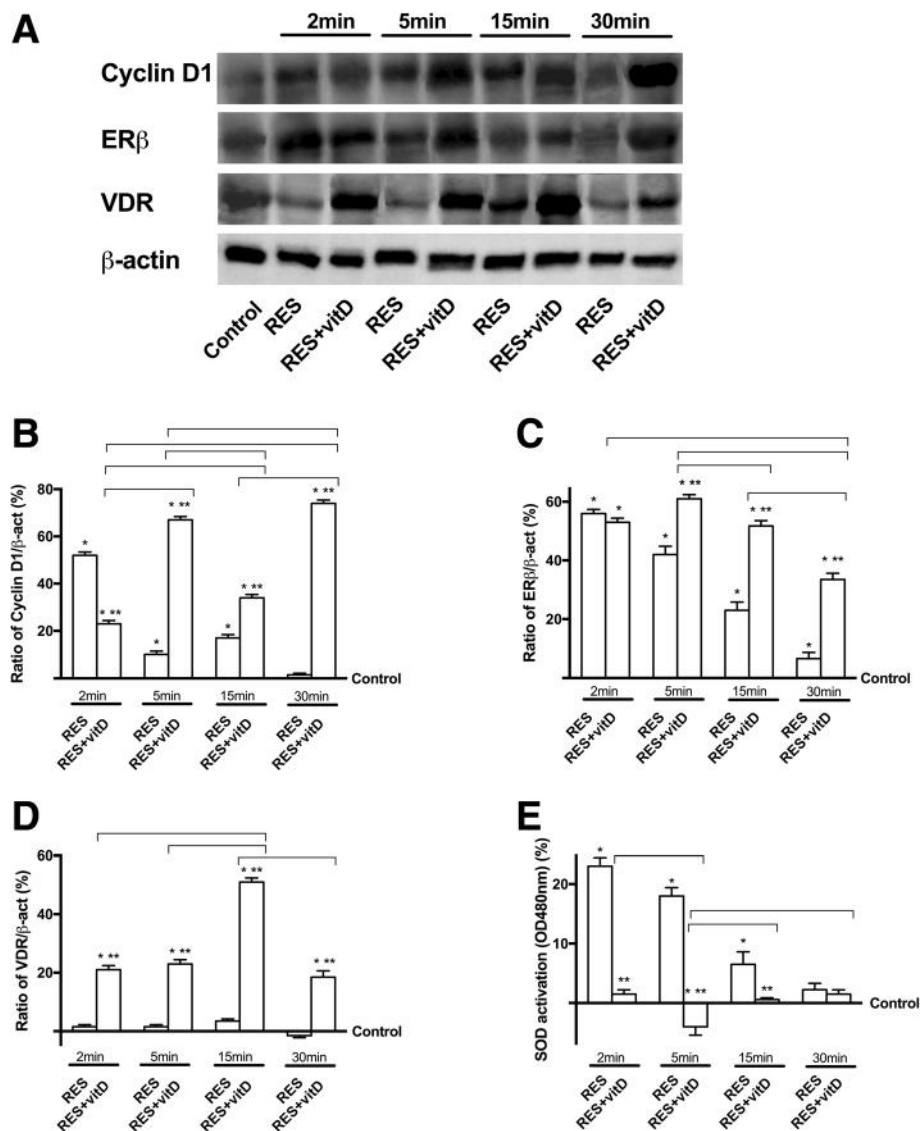 A
2min 5min 15min 30min
Cyclin D1
ERβ
VDR
β-actin
Control RES RES+vitD RES RES+vitD RES RES+vitD RES RES+vitD
B
Ratio of Cyclin D1/β-act (%)
80
60
40
20
* * ** * * ** * * ** * **
Control
2min 5min 15min 30min
RES RES+vitD RES RES+vitD RES RES+vitD RES RES+vitD
C
Ratio of ERβ/β-act (%)
60
40
20
* * * * ** * * ** * * **
Control
2min 5min 15min 30min
RES RES+vitD RES RES+vitD RES RES+vitD RES RES+vitD
D
Ratio of VDR/β-act (%)
60
40
20
* ** * ** * ** * **
Control
2min 5min 15min 30min
RES RES+vitD RES RES+vitD RES RES+vitD RES RES+vitD
E
SOD activation (OD480nm) (%)
20
* ** * * ** * **
Control
2min 5min 15min 30min
RES RES+vitD RES RES+vitD RES RES+vitD RES RES+vitD